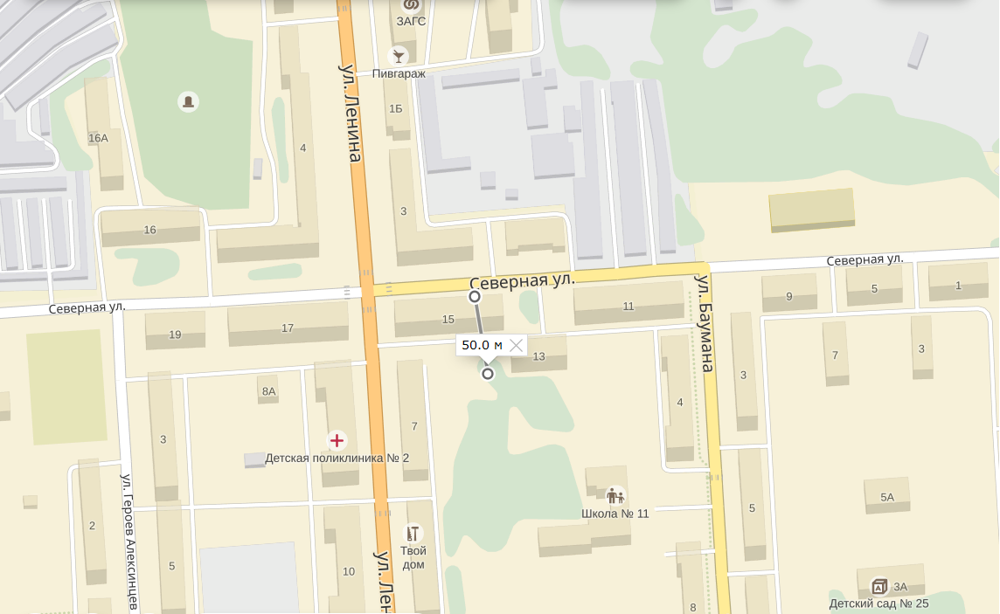 ЗАГС
Пивгараж
ул. Ленина
1Б
16А
4
3
16
Северная ул.
Северная ул.
Северная ул.
ул. Баумана
9
5
1
15
11
19
17
50.0 м
13
7
3
3
8А
4
7
3
Детская поликлиника № 2
ул. Героев Алексинцев
Школа № 11
5А
5
2
Твой
дом
ул. Лен
5
10
3А
Детский сад № 25
8